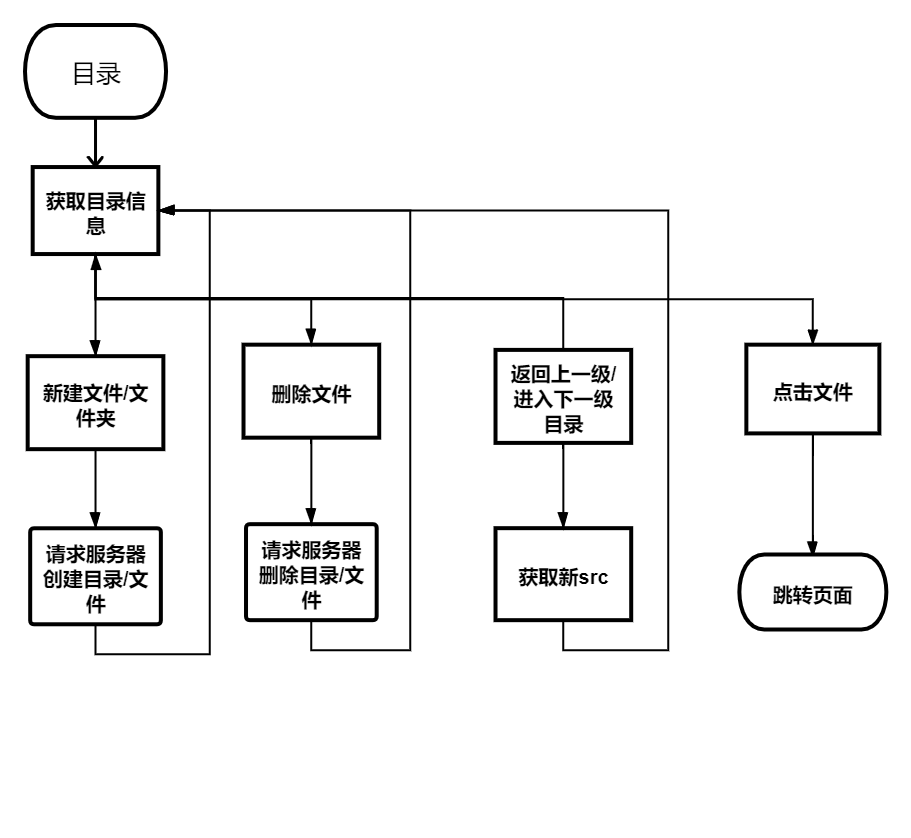 目录
获取目录信
息
新建文件/文
件夹
删除文件
返回上一级/
进入下一级
目录
点击文件
请求服务器
创建目录/文
件
请求服务器
删除目录/文
件
获取新src
跳转页面